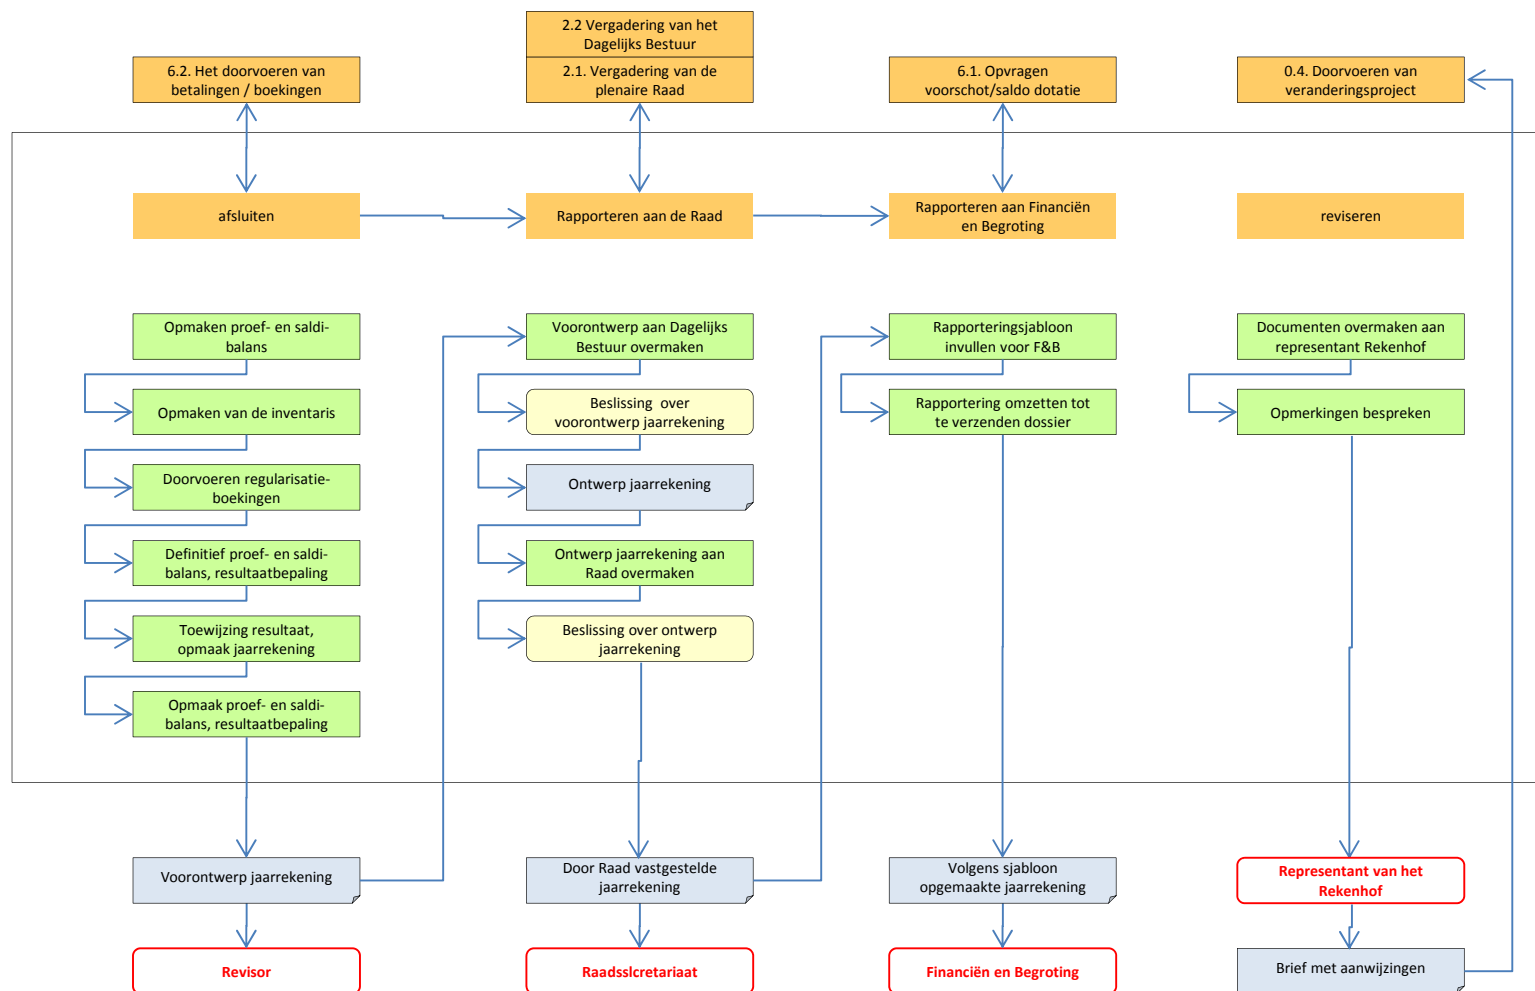 2.2 Vergadering van het
Dagelijks Bestuur
6.2. Het doorvoeren van
betalingen / boekingen
2.1. Vergadering van de
plenaire Raad
6.1. Opvragen
voorschot/saldo dotatie
0.4. Doorvoeren van
veranderingsproject
afsluiten
Rapporteren aan de Raad
Rapporteren aan Financiën
en Begroting
reviseren
Opmaken proef- en saldi-
balans
Opmaken van de inventaris
Doorvoeren regularisatie-
boekingen
Definitief proef- en saldi-
balans, resultaatbepaling
Toewijzing resultaat,
opmaak jaarrekening
Opmaak proef- en saldi-
balans, resultaatbepaling
Voorontwerp aan Dagelijks
Bestuur overmaken
Beslissing over
voorontwerp jaarrekening
Ontwerp jaarrekening
Ontwerp jaarrekening aan
Raad overmaken
Beslissing over ontwerp
jaarrekening
Rapporteringsjabloon
invullen voor F&B
Rapportering omzetten tot
te verzenden dossier
Documenten overmaken aan
representant Rekenhof
Opmerkingen bespreken
Voorontwerp jaarrekening
Door Raad vastgestelde
jaarrekening
Volgens sjabloon
opgemaakte jaarrekening
Representant van het
Rekenhof
Revisor
Raadsslcretariaat
Financiën en Begroting
Brief met aanwijzingen